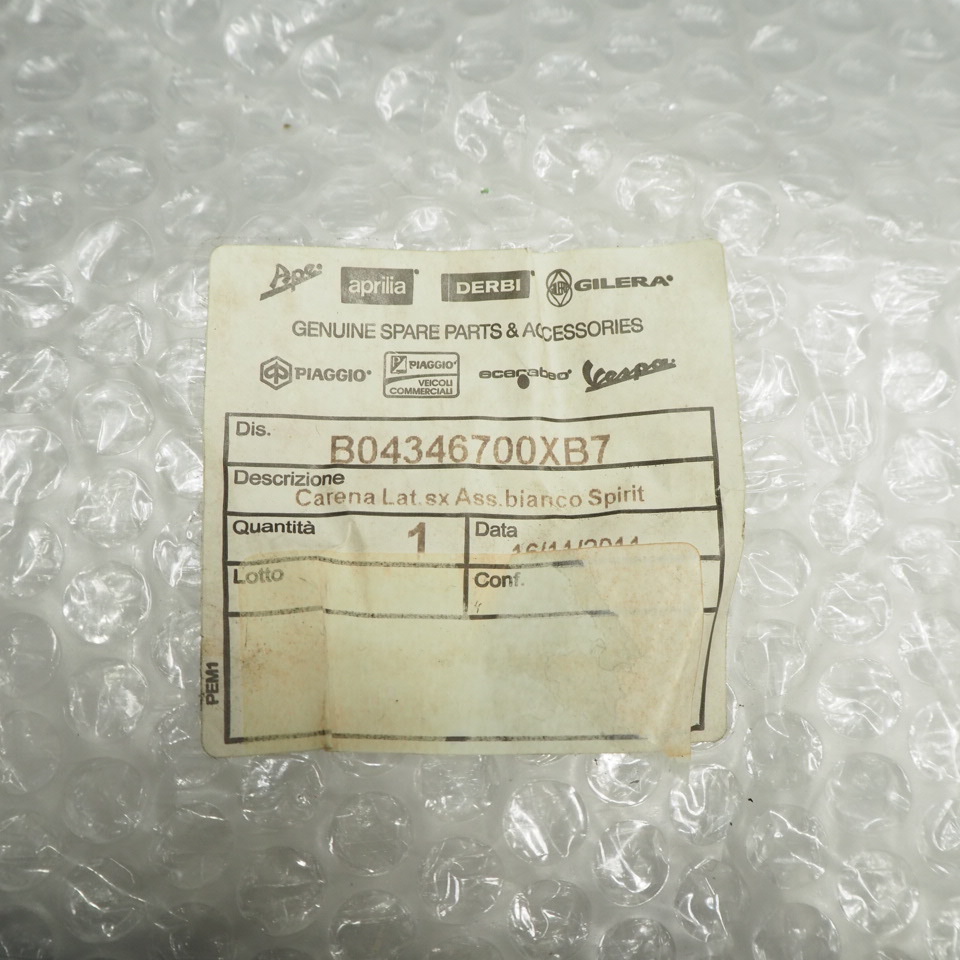 Ape
aprilia DERBI GILERA
GENUINE SPARE PARTS & ACCESSORIES
PIAGGIO PIAGGIO scarabeo Vespa
VEICOLI
COMMERCIALI
Dis.
B04346700XB7
Descrizione
Carena Lat.sx Ass.bianco Spirit
Quantità 1 Data
Lotto Conf.
PEM1